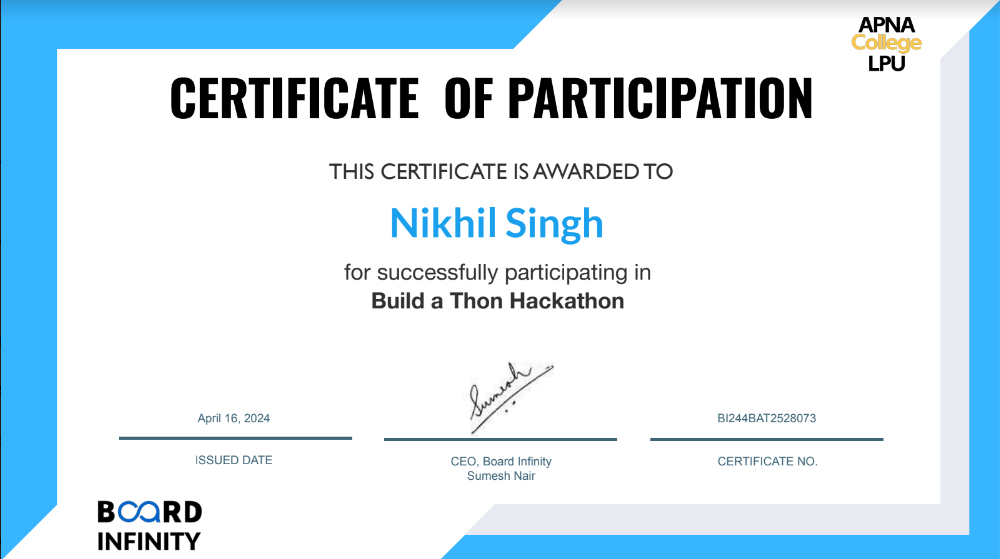 APNA
College
LPU
CERTIFICATE OF PARTICIPATION
THIS CERTIFICATE IS AWARDED TO
Nikhil Singh
for successfully participating in
Build a Thon Hackathon
Sumesh
April 16, 2024
BI244BAT2528073
ISSUED DATE
CEO, Board Infinity
Sumesh Nair
CERTIFICATE NO.
BOARD
INFINITY